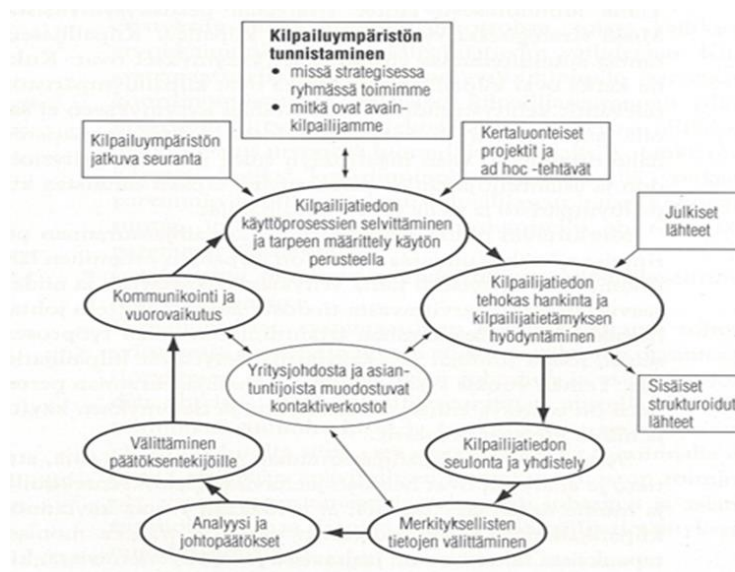 Kilpailuympäristön
tunnistaminen
● missä strategisessa
ryhmässä toimimme
● mitkä ovat avain-
kilpailijamme
Kilpailuympäristön
jatkuva seuranta
Kertaluonteiset
projektit ja
ad hoc -tehtävät
Kilpailijatiedon
käyttöprosessien selvittäminen
ja tarpeen määrittely käytön
perusteella
Julkiset
lähteet
Kommunikointi ja
vuorovaikutus
Kilpailijatiedon
tehokas hankinta ja
kilpailijatietämyksen
hyödyntäminen
Yritysjohdosta ja asian-
tuntijoista muodostuvat
kontaktiverkostot
Sisäiset
strukturoidut
lähteet
Välittäminen
päätöksentekijöille
Kilpailijatiedon
seulonta ja yhdistely
Analyysi ja
johtopäätökset
Merkityksellisten
tietojen välittäminen